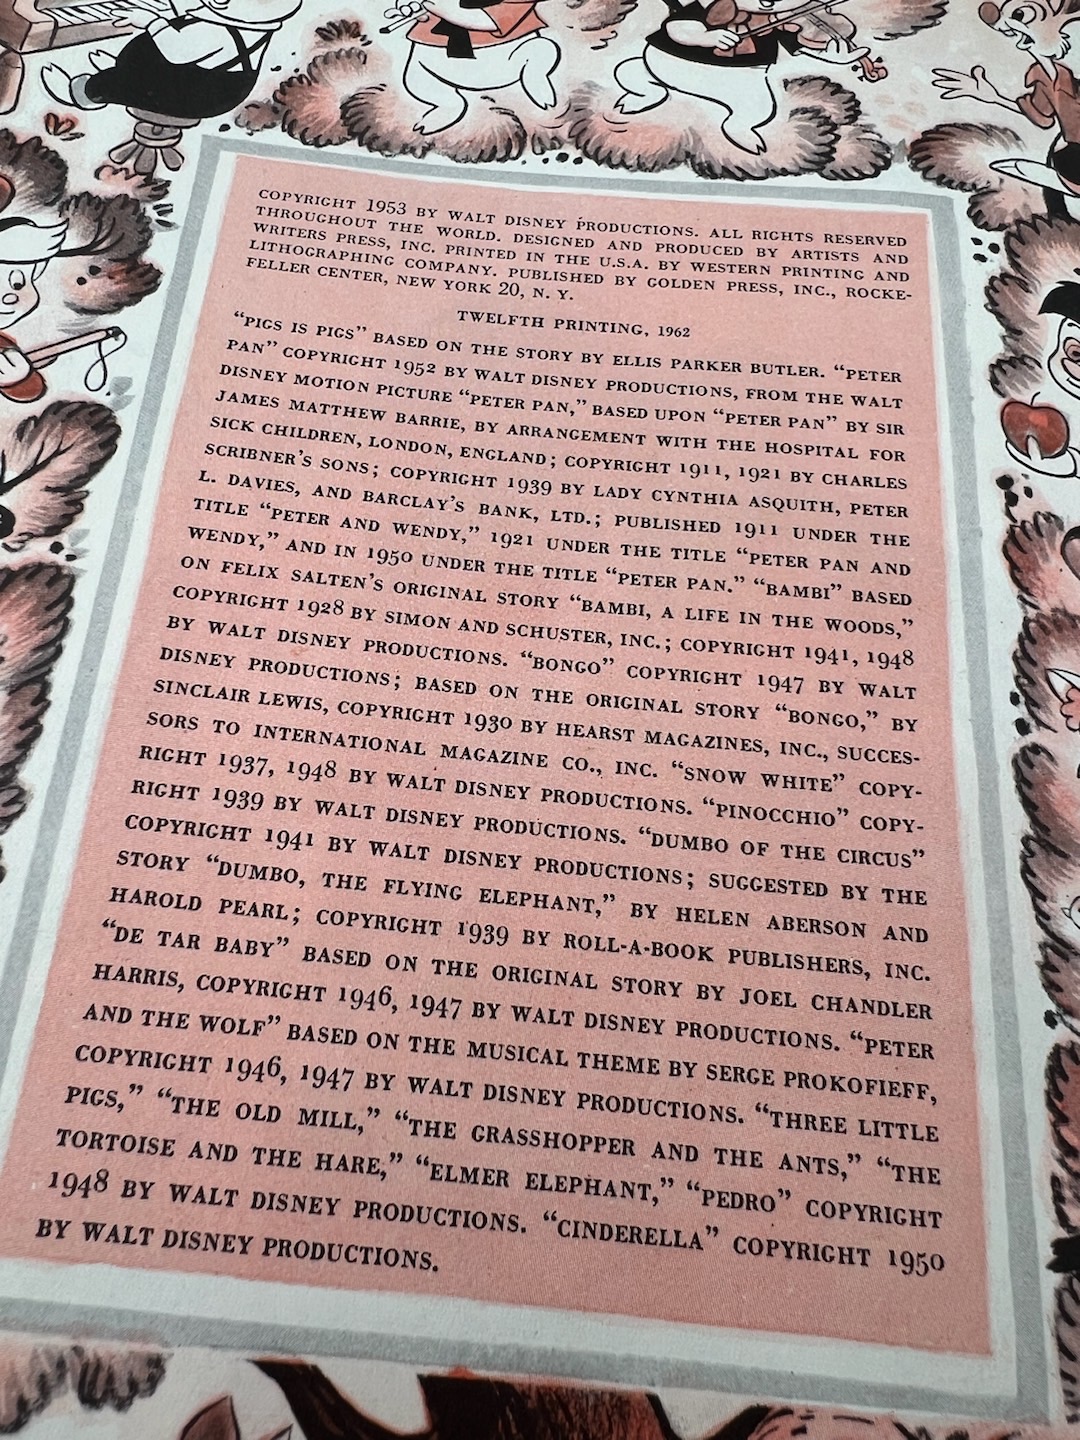 COPYRIGHT 1953 BY WALT DISNEY PRODUCTIONS. ALL RIGHTS RESERVED
THROUGHOUT THE WORLD. DESIGNED AND PRODUCED BY ARTISTS AND
WRITERS PRESS, INC. PRINTED IN THE U.S.A. BY WESTERN PRINTING AND
LITHOGRAPHING COMPANY. PUBLISHED BY GOLDEN PRESS, INC., ROCKE-
FELLER CENTER, NEW YORK 20, N. Y.
TWELFTH PRINTING, 1962
"PIGS IS PIGS" BASED ON THE STORY BY ELLIS PARKER BUTLER. "PETER
PAN" COPYRIGHT 1952 BY WALT DISNEY PRODUCTIONS, FROM THE WALT
DISNEY MOTION PICTURE "PETER PAN," BASED UPON "PETER PAN" BY SIR
JAMES MATTHEW BARRIE, BY ARRANGEMENT WITH THE HOSPITAL FOR
SICK CHILDREN, LONDON, ENGLAND; COPYRIGHT 1911, 1921 BY CHARLES
SCRIBNER'S SONS; COPYRIGHT 1939 BY LADY CYNTHIA ASQUITH, PETER
L. DAVIES, AND BARCLAY'S BANK, LTD.; PUBLISHED 1911 UNDER THE
TITLE "PETER AND WENDY," 1921 UNDER THE TITLE "PETER PAN AND
WENDY," AND IN 1950 UNDER THE TITLE "PETER PAN." "BAMBI" BASED
ON FELIX SALTEN'S ORIGINAL STORY "BAMBI, A LIFE IN THE WOODS,"
COPYRIGHT 1928 BY SIMON AND SCHUSTER, INC.; COPYRIGHT 1941, 1948
BY WALT DISNEY PRODUCTIONS. "BONGO" COPYRIGHT 1947 BY WALT
DISNEY PRODUCTIONS; BASED ON THE ORIGINAL STORY "BONGO," BY
SINCLAIR LEWIS, COPYRIGHT 1930 BY HEARST MAGAZINES, INC., SUCCES-
SORS TO INTERNATIONAL MAGAZINE CO., INC. "SNOW WHITE" COPY-
RIGHT 1937, 1948 BY WALT DISNEY PRODUCTIONS. "PINOCCHIO" COPY-
RIGHT 1939 BY WALT DISNEY PRODUCTIONS. "DUMBO OF THE CIRCUS"
COPYRIGHT 1941 BY WALT DISNEY PRODUCTIONS; SUGGESTED BY THE
STORY "DUMBO, THE FLYING ELEPHANT," BY HELEN ABERSON AND
HAROLD PEARL; COPYRIGHT 1939 BY ROLL-A-BOOK PUBLISHERS, INC.
"DE TAR BABY" BASED ON THE ORIGINAL STORY BY JOEL CHANDLER
HARRIS, COPYRIGHT 1946, 1947 BY WALT DISNEY PRODUCTIONS. "PETER
AND THE WOLF" BASED ON THE MUSICAL THEME BY SERGE PROKOFIEFF,
COPYRIGHT 1946, 1947 BY WALT DISNEY PRODUCTIONS. "THREE LITTLE
PIGS," "THE OLD MILL," "THE GRASSHOPPER AND THE ANTS," "THE
TORTOISE AND THE HARE," "ELMER ELEPHANT," "PEDRO" COPYRIGHT
1948 BY WALT DISNEY PRODUCTIONS. "CINDERELLA" COPYRIGHT 1950
BY WALT DISNEY PRODUCTIONS.